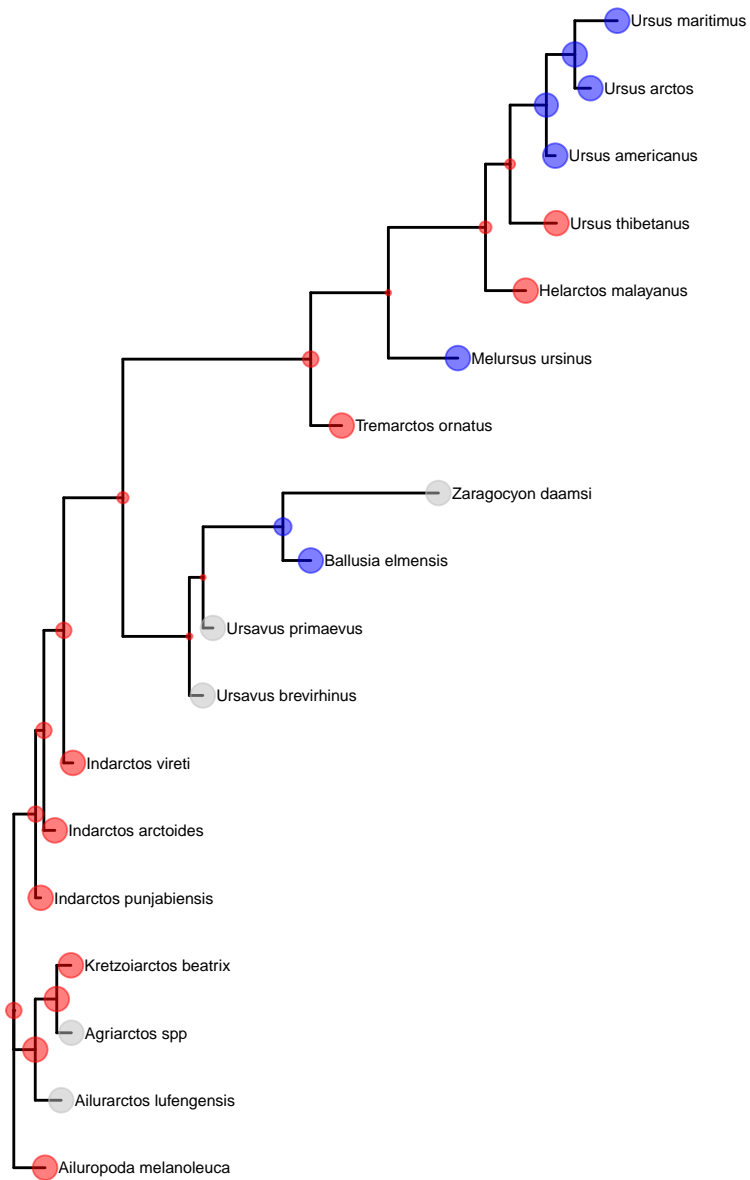 Ursus maritimus
Ursus arctos
Ursus americanus
Ursus thibetanus
Helarctos malayanus
Melursus ursinus
Tremarctos ornatus
Zaragocyon daamsi
Ballusia elmensis
Ursavus primaevus
Ursavus brevirhinus
Indarctos vireti
Indarctos arctoides
Indarctos punjabiensis
Kretzoiarctos beatrix
Agriarctos spp
Ailurarctos lufengensis
Ailuropoda melanoleuca